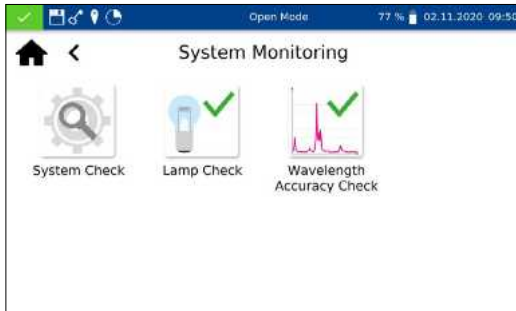 Open Mode 77 % 02.11.2020 09:50
System Monitoring
System Check Lamp Check Wavelength
Accuracy Check